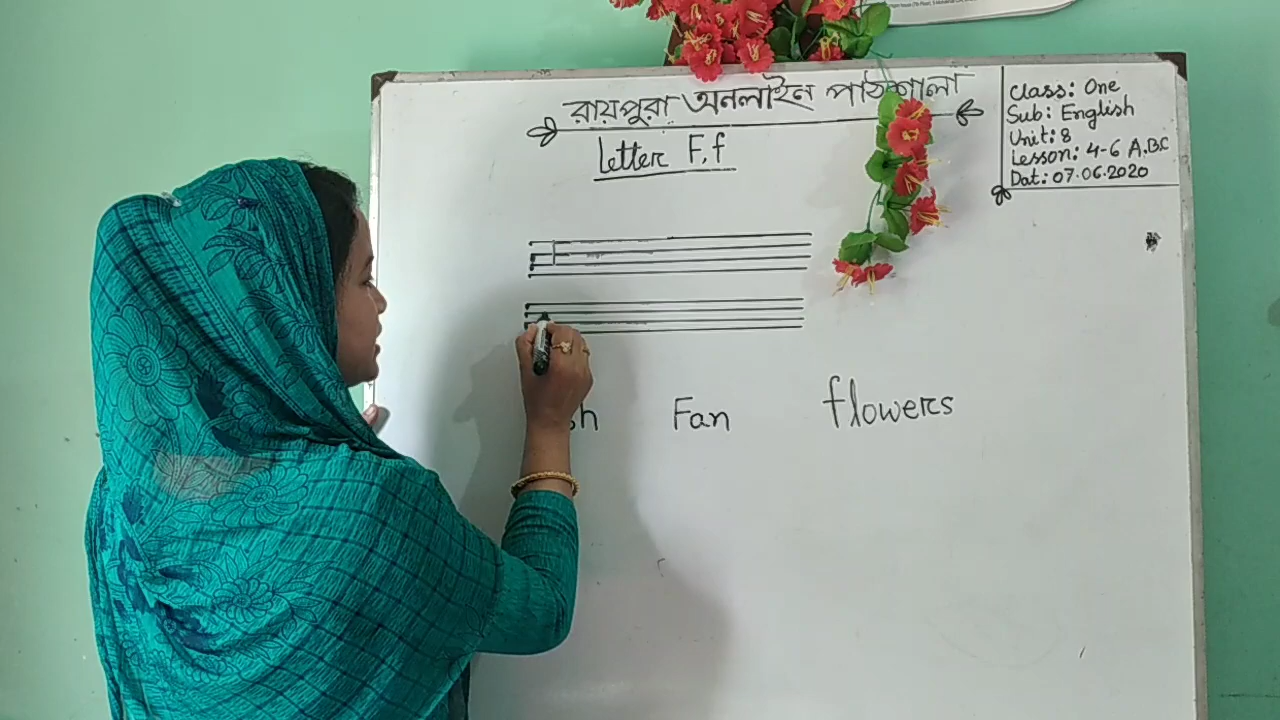 রায়পুরা অনলাইন পাঠশালা
Letter F,f
Class: One
Sub: English
Unit: 8
Lesson: 4-6 A.B.C
Dat: 07.06.2020
sh Fan flowers